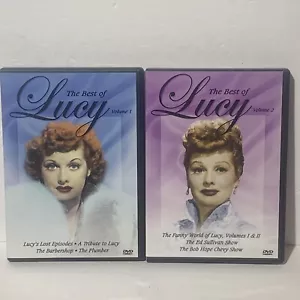 The Best of
Lucy
Volume 1
Lucy's Lost Episodes • A Tribute to Lucy
The Barbershop • The Plumber
DVD
The Best of
Lucy
Volume 2
The Funny World of Lucy, Volumes I & II
The Ed Sullivan Show
The Bob Hope Chevy Show
DVD